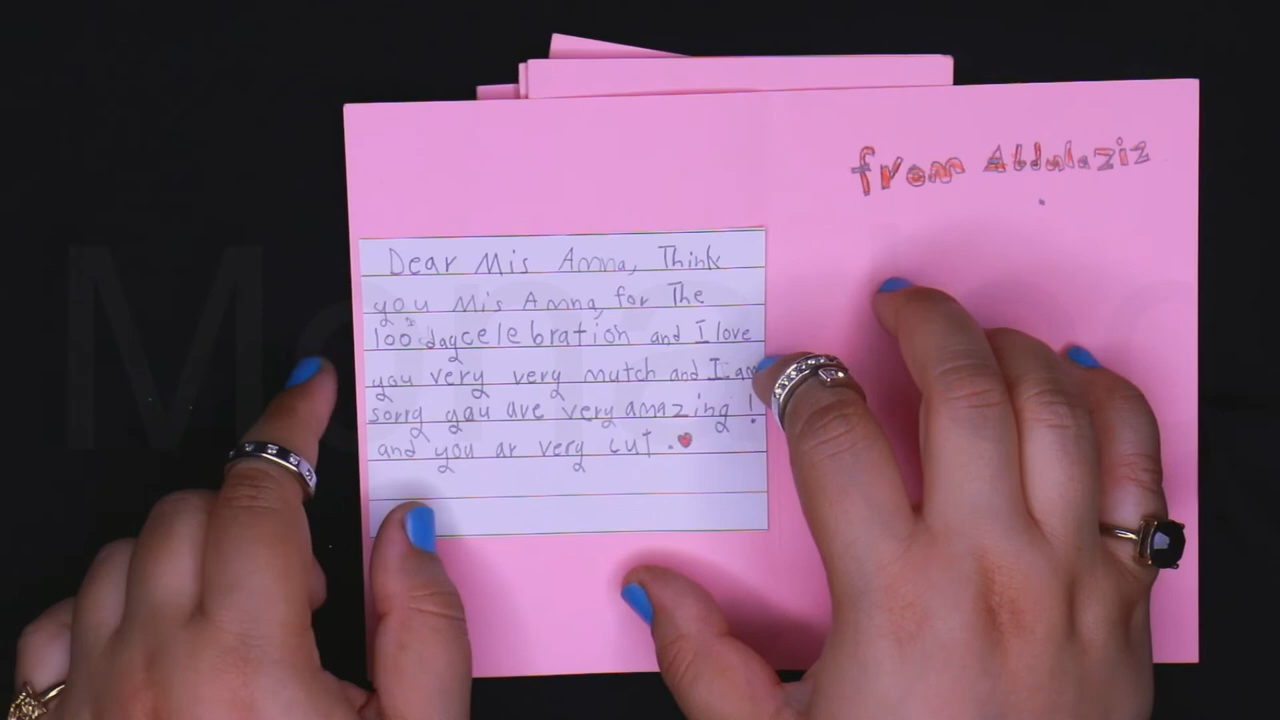 from Abdulaziz
Dear Mis Amna, Think
you Mis Amna, for The
100 day celebration and I love
you very very mutch and I am
sorry yau are very amazing !
and you ar very cut .